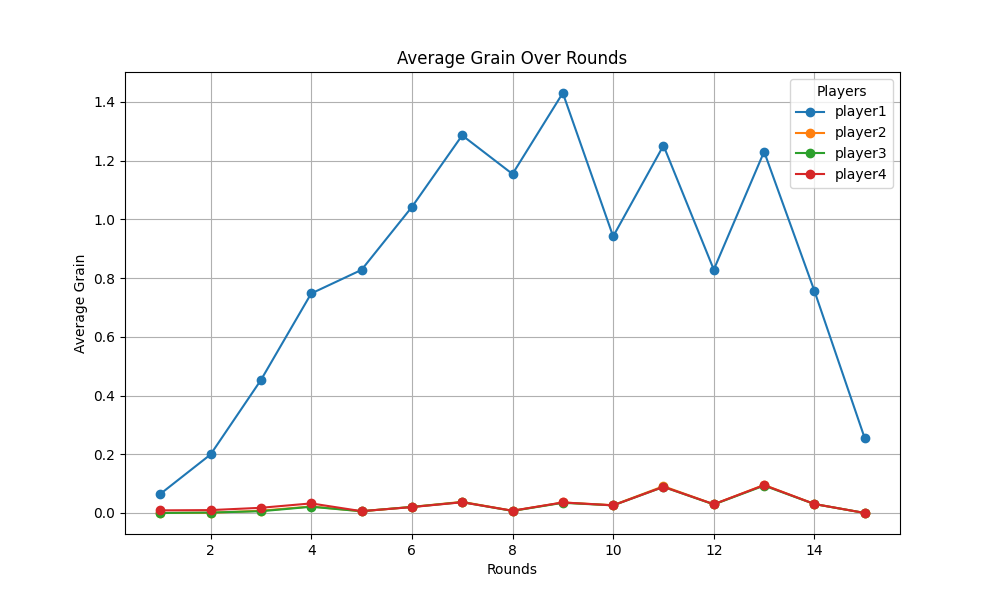 Average Grain Over Rounds
Players
player1
player2
player3
player4
Average Grain
1.4
1.2
1.0
0.8
0.6
0.4
0.2
0.0
2 4 6 8 10 12 14
Rounds